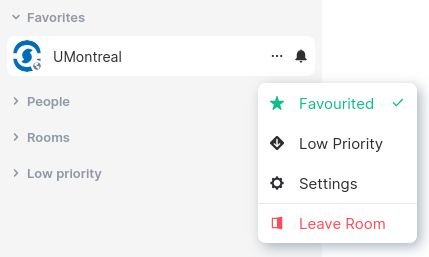 Favorites
UMontreal
People
Favourited
Rooms
Low Priority
Low priority
Settings
Leave Room